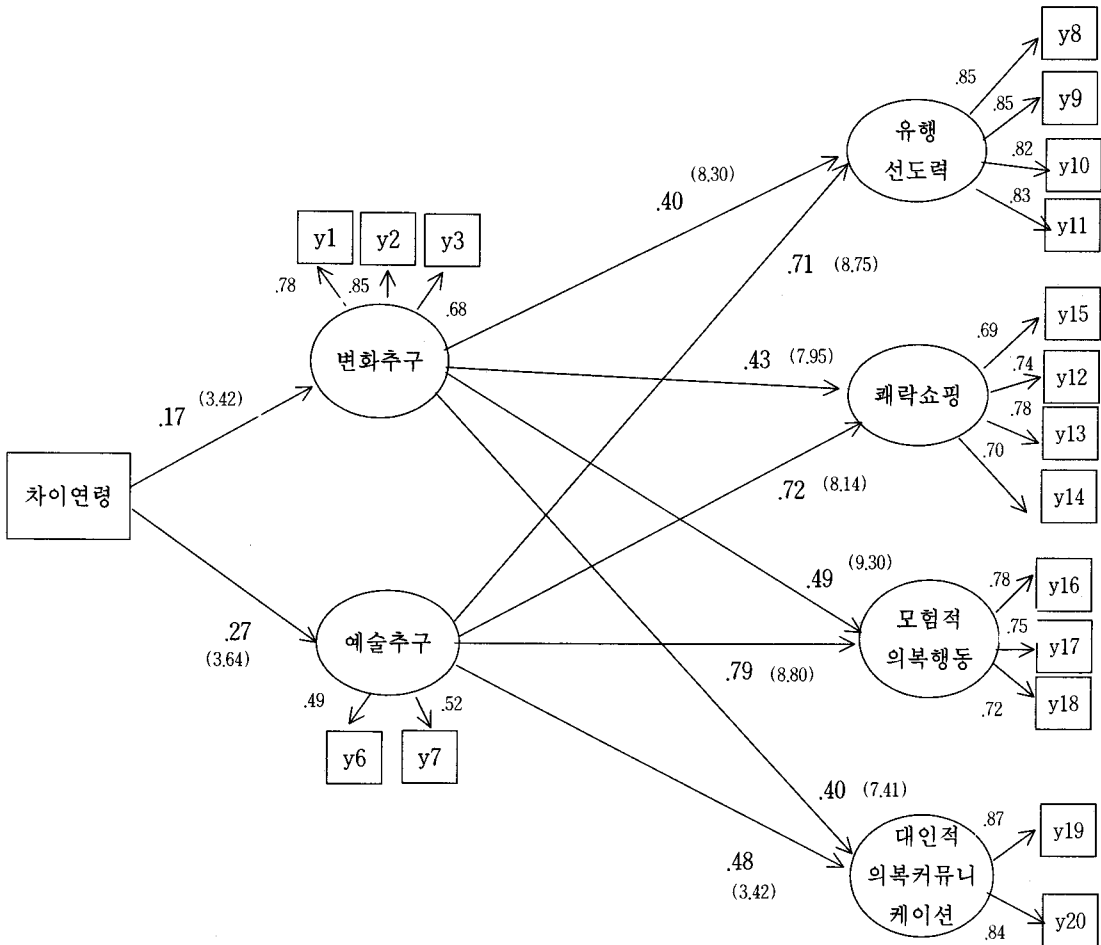 y8
.85
y9
.85
유행
선도력
.82
y10
.83
y11
(8.30)
.40
y1
y2
y3
.78
.85
.68
.71 (8.75)
변화추구
.69
y15
.43 (7.95)
쾌락쇼핑
.74
y12
.78
y13
.70
y14
.17 (3.42)
차이연령
.72 (8.14)
.49 (9.30)
모험적
의복행동
.78
y16
.75
y17
.72
y18
.27
(3.64)
예술추구
.79 (8.80)
.49
.52
y6
y7
.40 (7.41)
대인적
의복커뮤니
케이션
.87
y19
.48
(3.42)
.84
y20